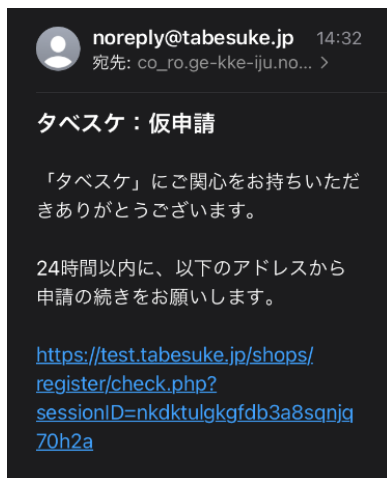 noreply@tabesuke.jp 14:32
宛先: co_ro.ge-kke-iju.no... >
タベスケ：仮申請
「タベスケ」にご関心をお持ちいただ
きありがとうございます。
24時間以内に、以下のアドレスから
申請の続きをお願いします。
https://test.tabesuke.jp/shops/
register/check.php?
sessionID=nkdktulgkgfdb3a8sqnjq
70h2a